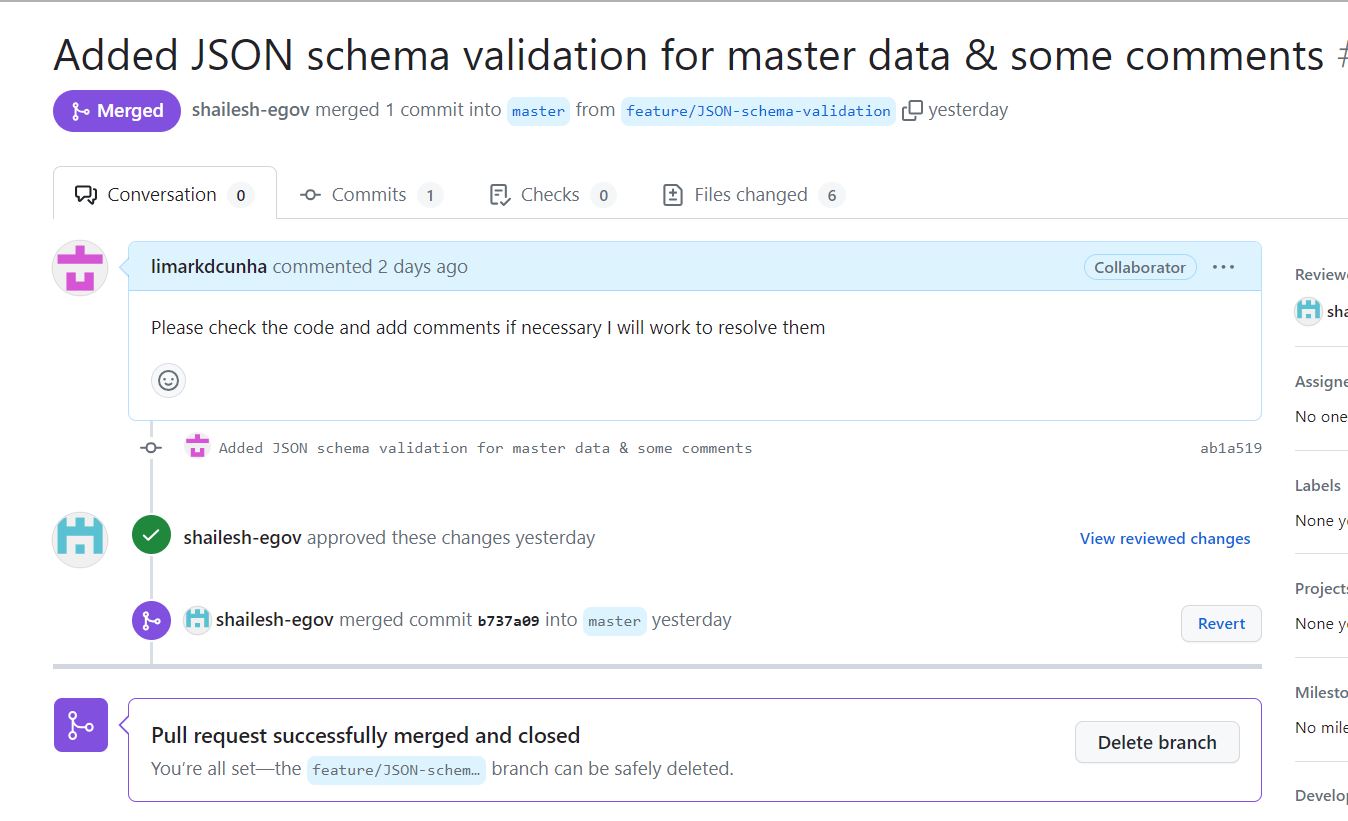 Added JSON schema validation for master data & some comments #
Merged shailesh-egov merged 1 commit into master from feature/JSON-schema-validation yesterday
Conversation 0 Commits 1 Checks 0 Files changed 6
limarkdcunha commented 2 days ago Collaborator ...
Reviewe
Please check the code and add comments if necessary I will work to resolve them
sha
Assigne
No one
Added JSON schema validation for master data & some comments ab1a519
Labels
None y
shailesh-egov approved these changes yesterday View reviewed changes
Projects
shailesh-egov merged commit b737a09 into master yesterday Revert
None y
Milesto
No mile
Pull request successfully merged and closed
Delete branch
You're all set—the feature/JSON-schem… branch can be safely deleted.
Develop